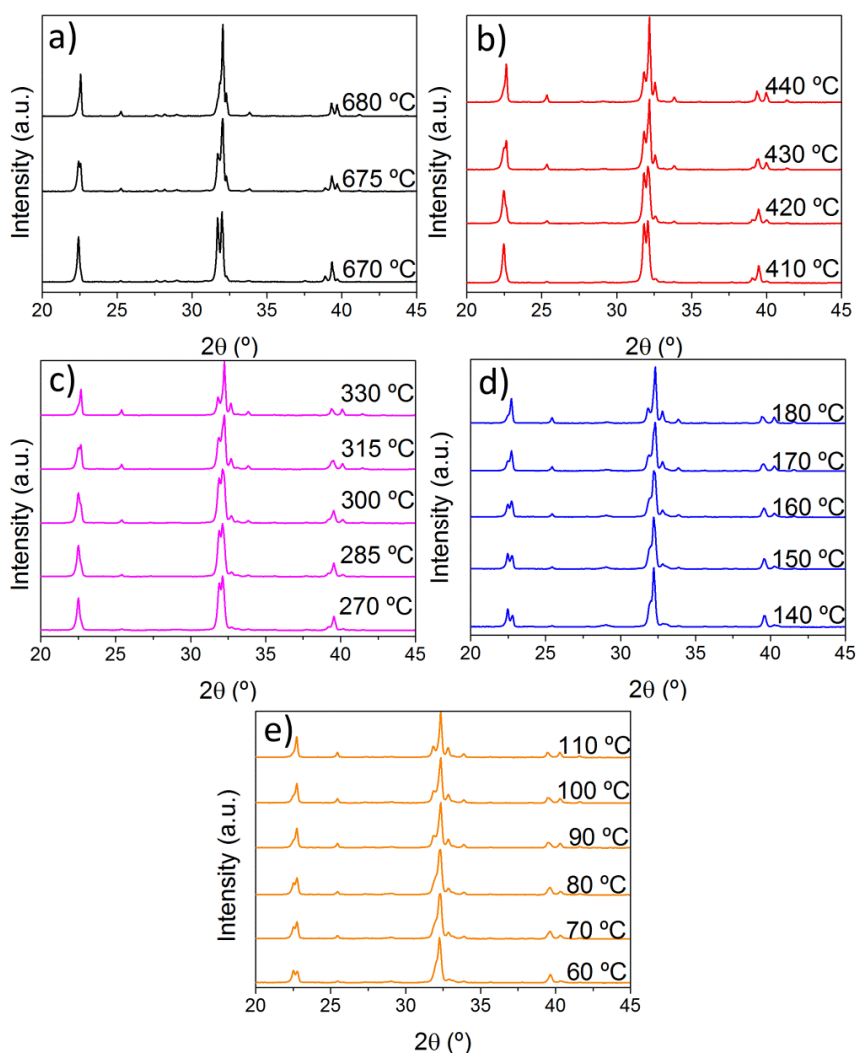 a)
680 ºC
675 ºC
670 ºC
Intensity (a.u.)
20 25 30 35 40 45
2θ (º)
b)
440 ºC
430 ºC
420 ºC
410 ºC
Intensity (a.u.)
20 25 30 35 40 45
2θ (º)
c)
330 ºC
315 ºC
300 ºC
285 ºC
270 ºC
Intensity (a.u.)
20 25 30 35 40 45
2θ (º)
d)
180 ºC
170 ºC
160 ºC
150 ºC
140 ºC
Intensity (a.u.)
20 25 30 35 40 45
2θ (º)
e)
110 ºC
100 ºC
90 ºC
80 ºC
70 ºC
60 ºC
Intensity (a.u.)
20 25 30 35 40 45
2θ (º)